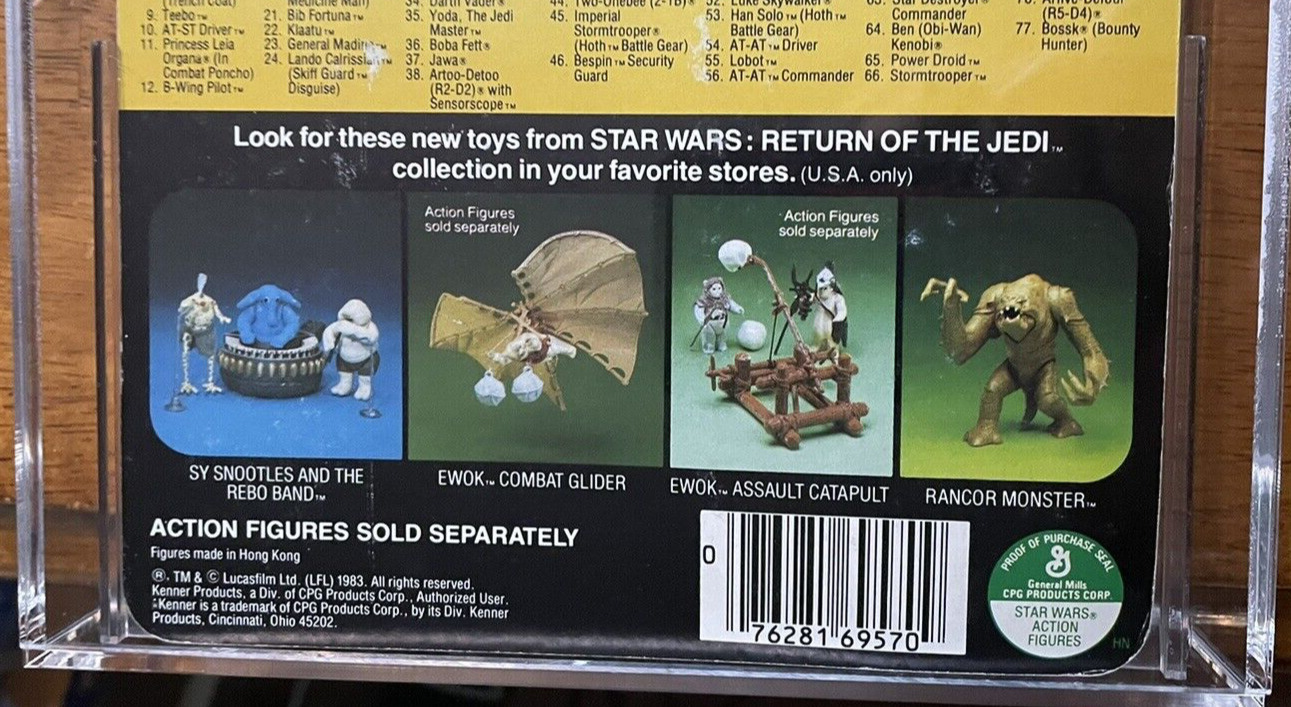 9. Teebo™
10. AT-ST Driver™
11. Princess Leia
Organa® (In
Combat Poncho)
12. B-Wing Pilot™
21. Bib Fortuna™
22. Klaatu™
23. General Madine™
24. Lando Calrissian™
(Skiff Guard™
Disguise)
35. Yoda, The Jedi
Master™
36. Boba Fett®
37. Jawa®
38. Artoo-Detoo
(R2-D2)® with
Sensorscope™
45. Imperial
Stormtrooper®
(Hoth™ Battle Gear)
46. Bespin™ Security
Guard
53. Han Solo™ (Hoth™
Battle Gear)
54. AT-AT™ Driver
55. Lobot™
56. AT-AT™ Commander
Commander
64. Ben (Obi-Wan)
Kenobi®
65. Power Droid™
66. Stormtrooper™
(R5-D4)®
77. Bossk® (Bounty
Hunter)
Look for these new toys from STAR WARS: RETURN OF THE JEDI™
collection in your favorite stores. (U.S.A. only)
Action Figures
sold separately
Action Figures
sold separately
SY SNOOTLES AND THE
REBO BAND™
EWOK™ COMBAT GLIDER
EWOK™ ASSAULT CATAPULT
RANCOR MONSTER™
ACTION FIGURES SOLD SEPARATELY
Figures made in Hong Kong
®, TM & © Lucasfilm Ltd. (LFL) 1983. All rights reserved.
Kenner Products, a Div. of CPG Products Corp., Authorized User.
Kenner is a trademark of CPG Products Corp., by its Div. Kenner
Products, Cincinnati, Ohio 45202.
0
76281 69570
PROOF OF PURCHASE SEAL
General Mills
CPG PRODUCTS CORP.
STAR WARS®
ACTION
FIGURES
HN